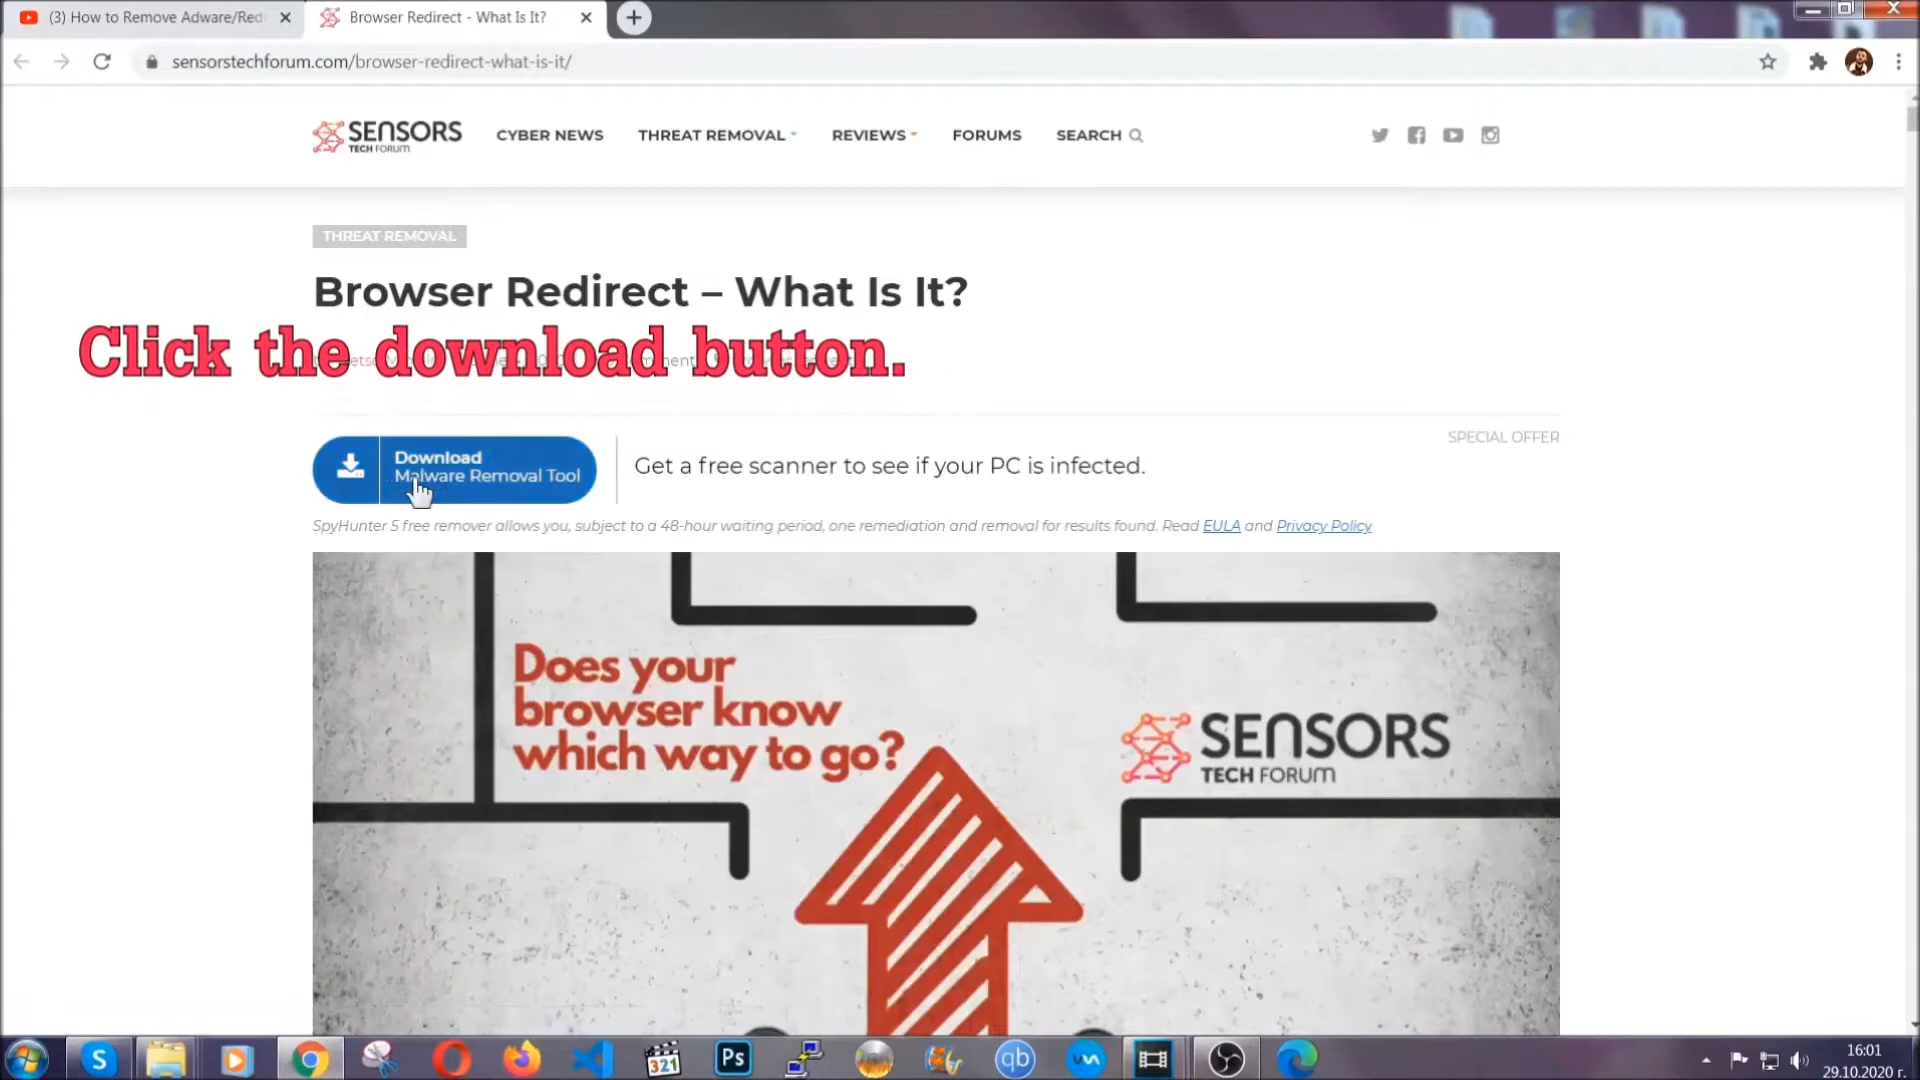 (3) How to Remove Adware/Red
Browser Redirect - What Is It?
sensorstechforum.com/browser-redirect-what-is-it/
SENSORS
TECH FORUM
CYBER NEWS
THREAT REMOVAL
REVIEWS
FORUMS
SEARCH
THREAT REMOVAL
Browser Redirect – What Is It?
Click the download button.
SPECIAL OFFER
Download
Malware Removal Tool
Get a free scanner to see if your PC is infected.
SpyHunter 5 free remover allows you, subject to a 48-hour waiting period, one remediation and removal for results found. Read EULA and Privacy Policy
Does your
browser know
which way to go?
SENSORS
TECH FORUM
S
321
Ps
qb
16:01
29.10.2020 г.